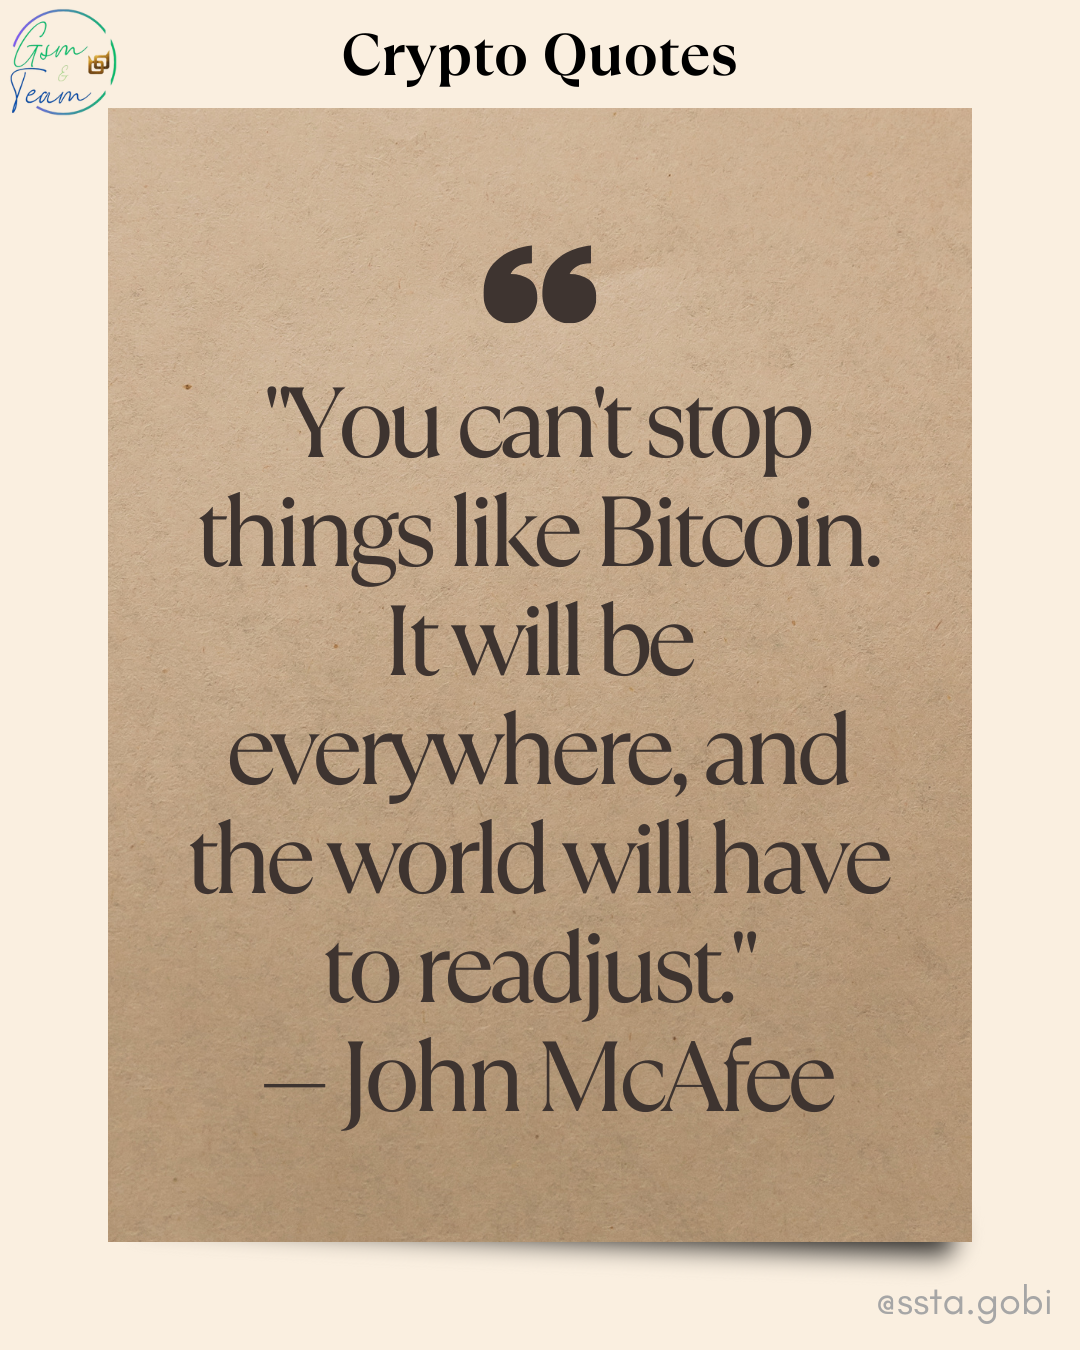 Gsm
&
Team
Crypto Quotes
“
"You can't stop
things like Bitcoin.
It will be
everywhere, and
the world will have
to readjust."
— John McAfee
@ssta.gobi